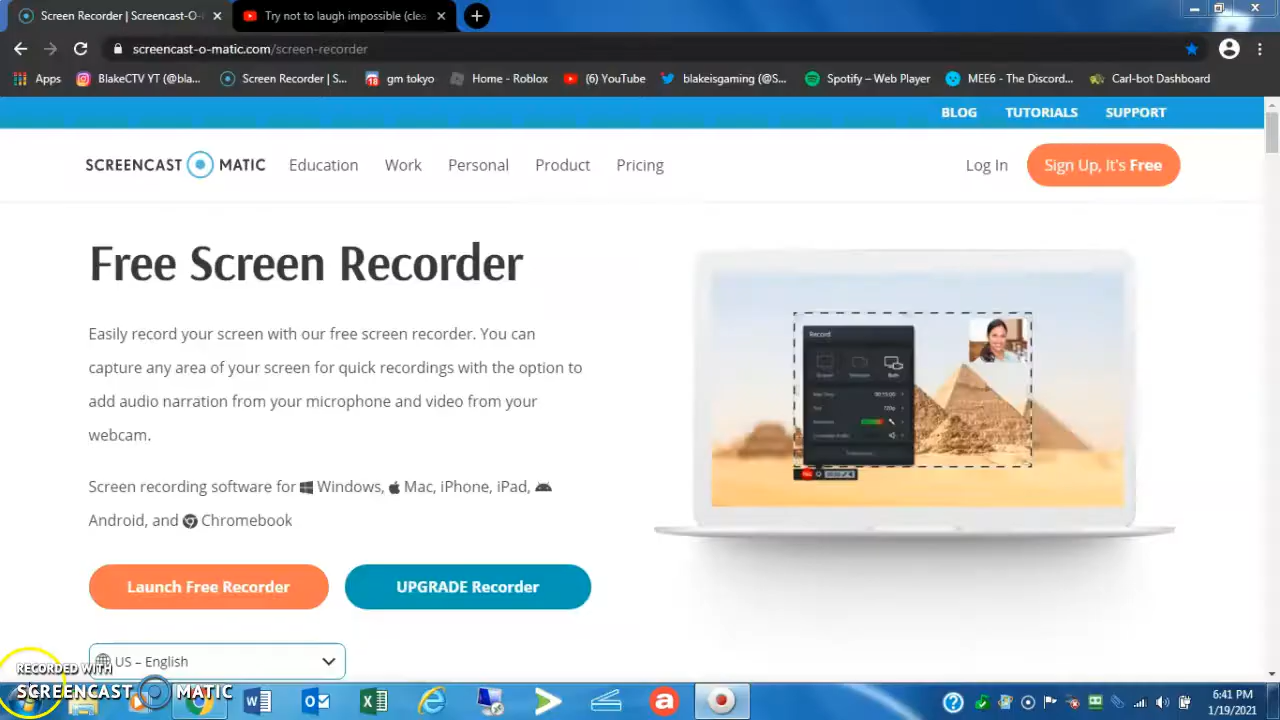 Screen Recorder | Screencast-O-
Try not to laugh impossible (clea
screencast-o-matic.com/screen-recorder
Apps
BlakeCTV YT (@bla...
Screen Recorder | S...
18
gm tokyo
Home - Roblox
(6) YouTube
blakeisgaming (@S...
Spotify – Web Player
MEE6 - The Discord...
Carl-bot Dashboard
BLOG
TUTORIALS
SUPPORT
SCREENCAST MATIC
Education
Work
Personal
Product
Pricing
Log In
Sign Up, It's Free
Free Screen Recorder
Easily record your screen with our free screen recorder. You can
capture any area of your screen for quick recordings with the option to
add audio narration from your microphone and video from your
webcam.
Screen recording software for Windows, Mac, iPhone, iPad,
Android, and Chromebook
Record
Launch Free Recorder
UPGRADE Recorder
US – English
RECORDED WITH
SCREENCAST MATIC
6:41 PM
1/19/2021